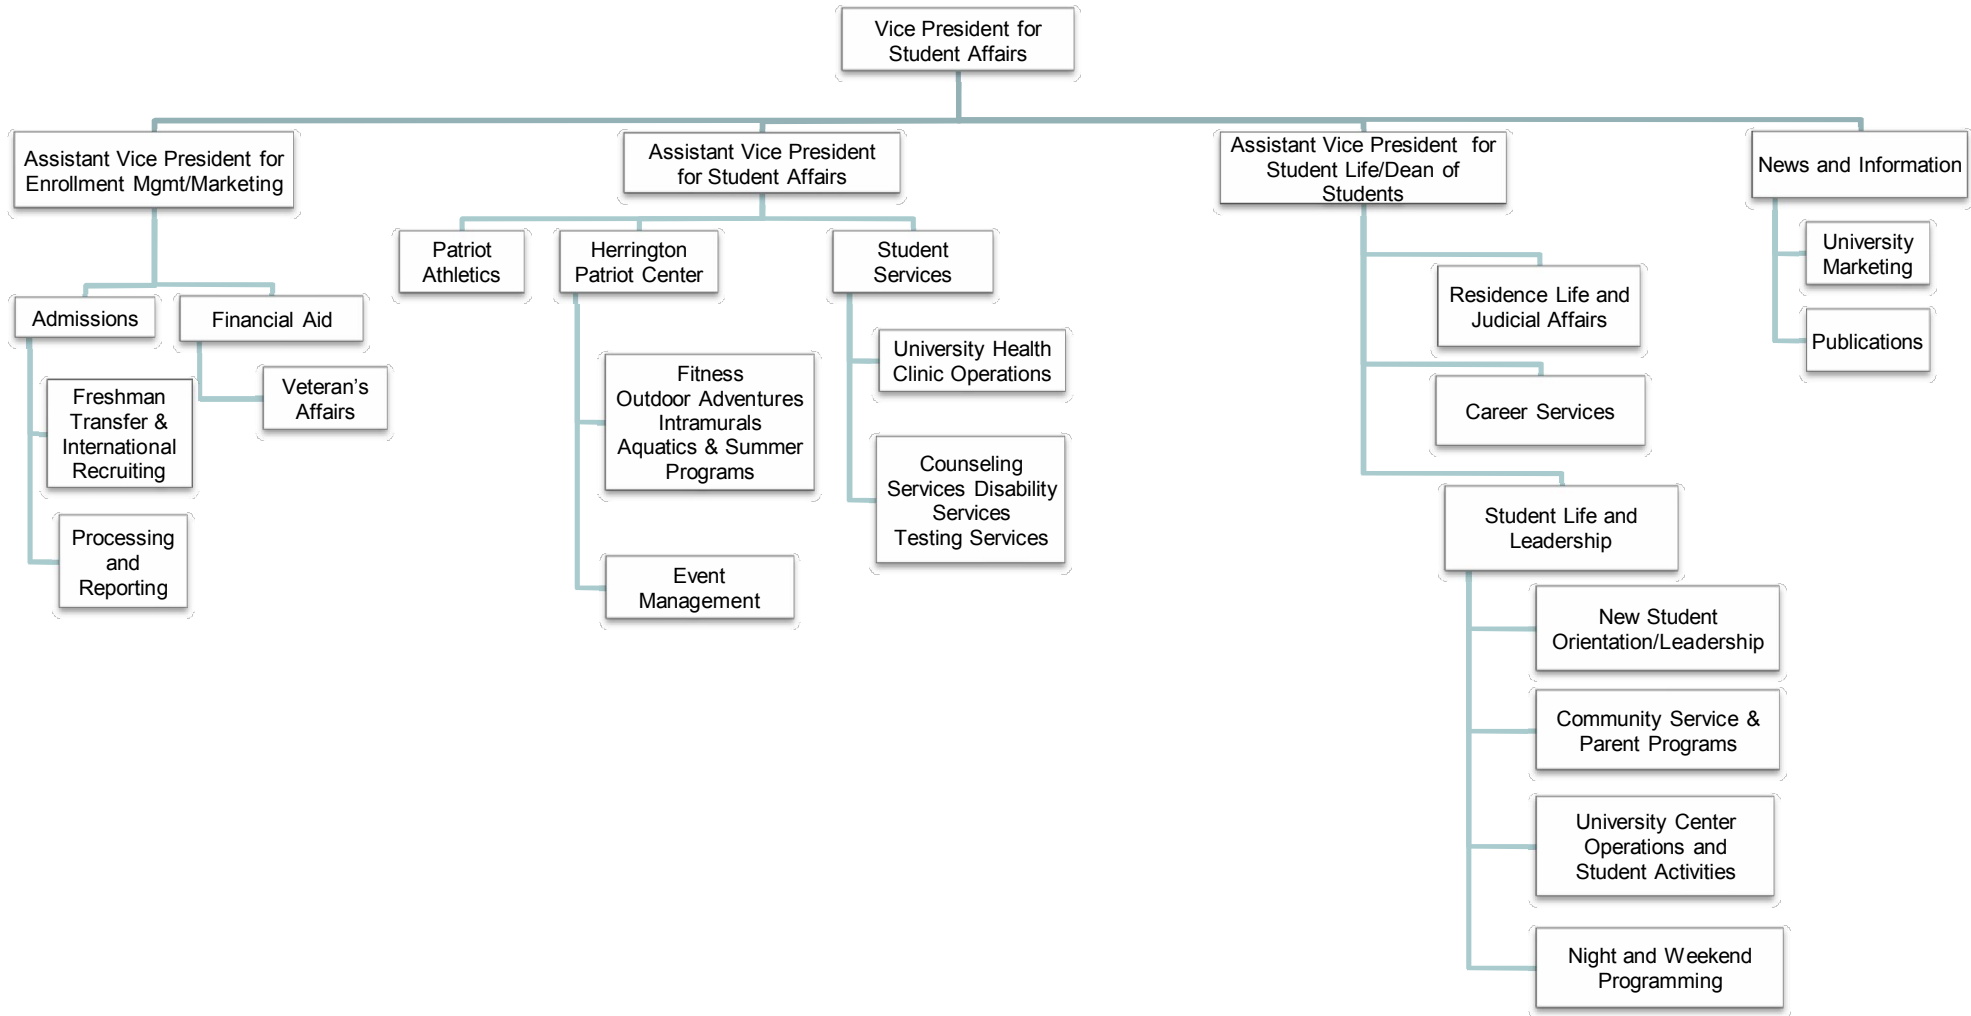 Vice President for
Student Affairs
Assistant Vice President for
Enrollment Mgmt/Marketing
Admissions
Freshman
Transfer &
International
Recruiting
Processing
and
Reporting
Financial Aid
Veteran’s
Affairs
Assistant Vice President
for Student Affairs
Patriot
Athletics
Herrington
Patriot Center
Fitness
Outdoor Adventures
Intramurals
Aquatics & Summer
Programs
Event
Management
Student
Services
University Health
Clinic Operations
Counseling
Services Disability
Services
Testing Services
Assistant Vice President for
Student Life/Dean of
Students
Residence Life and
Judicial Affairs
Career Services
Student Life and
Leadership
New Student
Orientation/Leadership
Community Service &
Parent Programs
University Center
Operations and
Student Activities
Night and Weekend
Programming
News and Information
University
Marketing
Publications